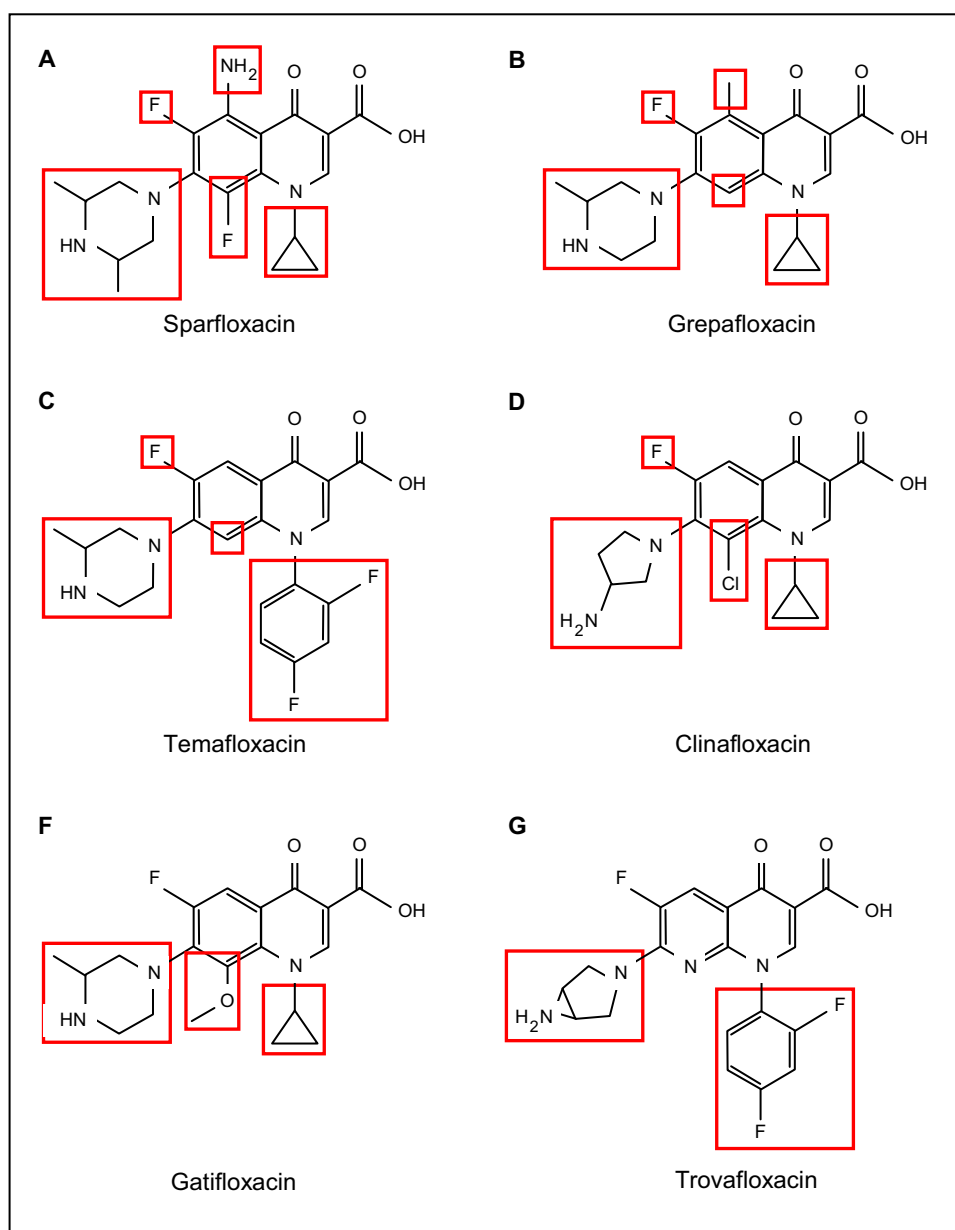 A
NH2
O
O
F
OH
N
N
HN
F
Sparfloxacin
B
O
O
F
OH
N
N
HN
Grepafloxacin
C
O
O
F
OH
N
N
HN
F
F
Temafloxacin
D
O
O
F
OH
N
N
Cl
H2N
Clinafloxacin
F
O
O
F
OH
N
N
O
HN
Gatifloxacin
G
O
O
F
OH
N
N
N
H2N
F
F
Trovafloxacin